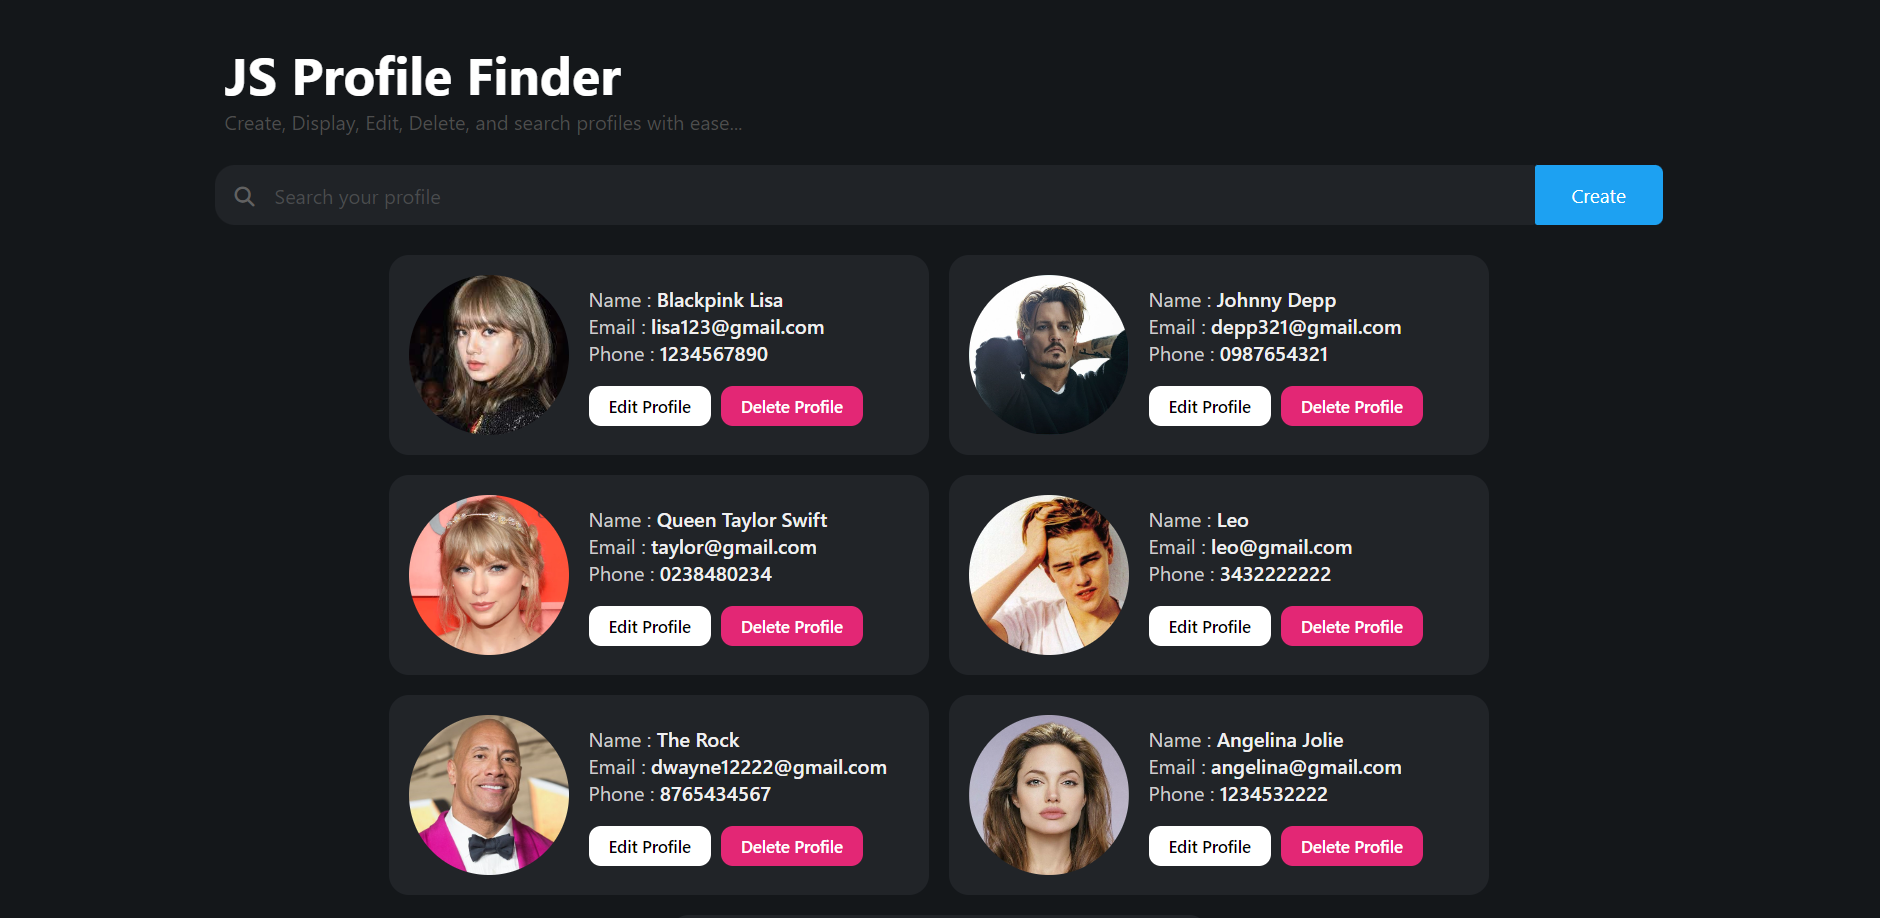 JS Profile Finder
Create, Display, Edit, Delete, and search profiles with ease...
Search your profile
Create
Name : Blackpink Lisa
Email : lisa123@gmail.com
Phone : 1234567890
Edit Profile
Delete Profile
Name : Johnny Depp
Email : depp321@gmail.com
Phone : 0987654321
Edit Profile
Delete Profile
Name : Queen Taylor Swift
Email : taylor@gmail.com
Phone : 0238480234
Edit Profile
Delete Profile
Name : Leo
Email : leo@gmail.com
Phone : 3432222222
Edit Profile
Delete Profile
Name : The Rock
Email : dwayne12222@gmail.com
Phone : 8765434567
Edit Profile
Delete Profile
Name : Angelina Jolie
Email : angelina@gmail.com
Phone : 1234532222
Edit Profile
Delete Profile